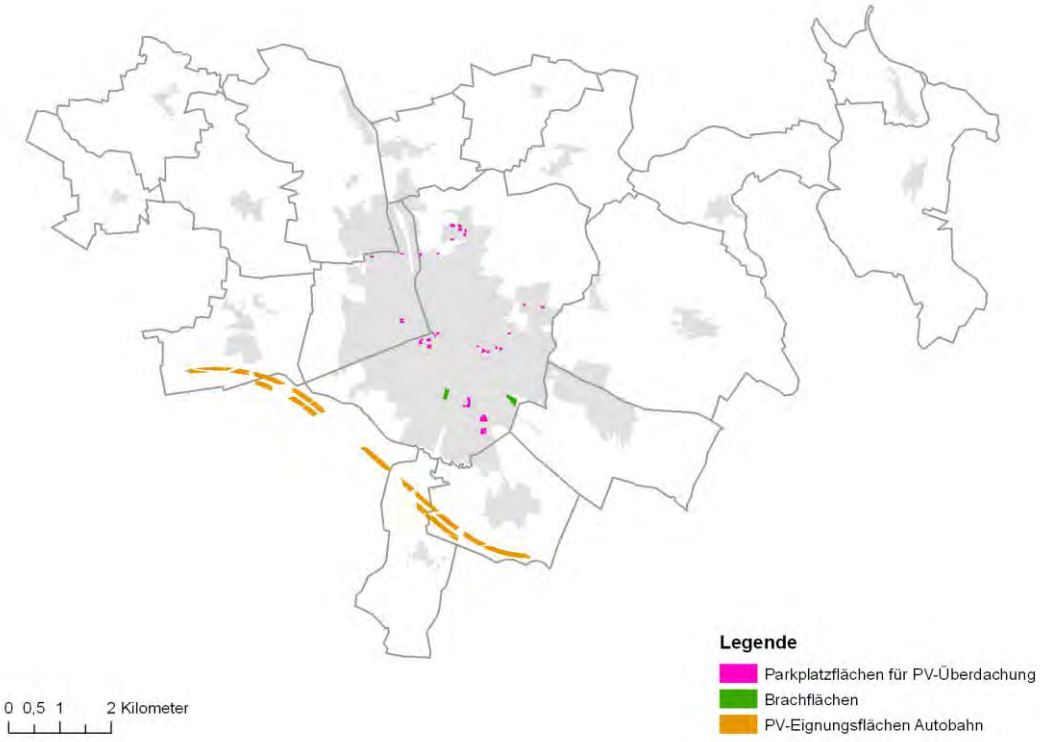 Legende
Parkplatzflächen für PV-Überdachung
Brachflächen
PV-Eignungsflächen Autobahn
0 0,5 1 2 Kilometer